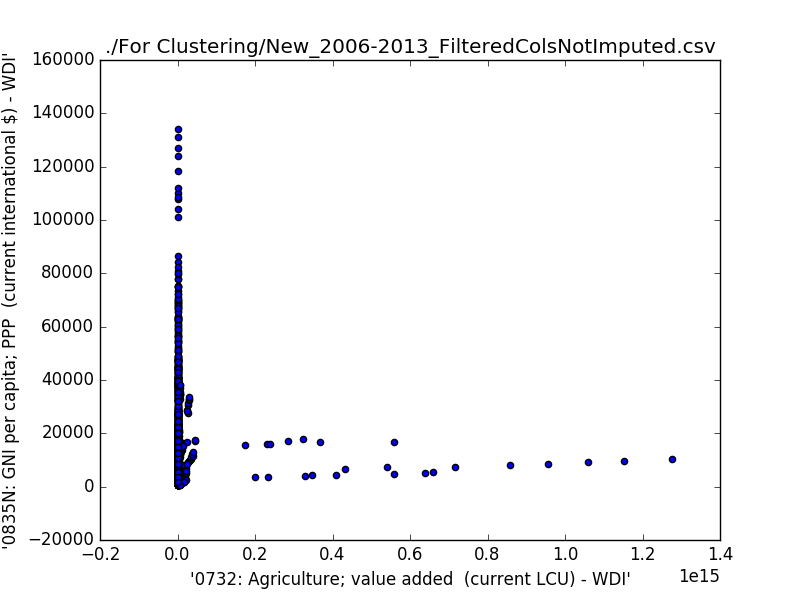 ./For Clustering/New_2006-2013_FilteredColsNotImputed.csv
160000
140000
120000
100000
80000
60000
40000
20000
0
−20000
'0835N: GNI per capita; PPP  (current international $) - WDI'
−0.2 0.0 0.2 0.4 0.6 0.8 1.0 1.2 1.4
1e15
'0732: Agriculture; value added  (current LCU) - WDI'